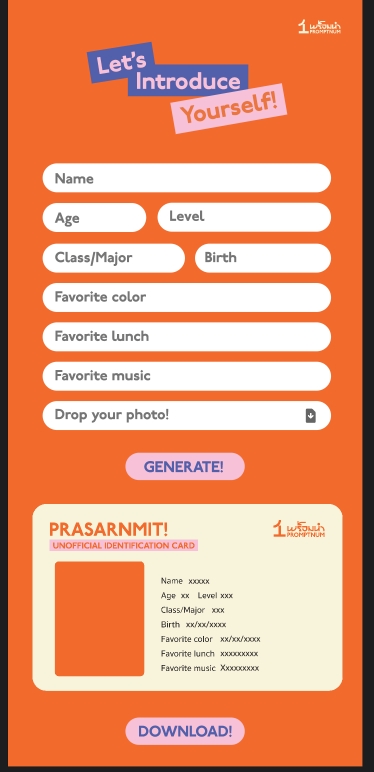 1 พร้อมนำ
PROMPTNUM
Let's
Introduce
Yourself!
Name
Age
Level
Class/Major
Birth
Favorite color
Favorite lunch
Favorite music
Drop your photo!
GENERATE!
PRASARNMIT!
1 พร้อมนำ
PROMPTNUM
UNOFFICIAL IDENTIFICATION CARD
Name xxxxx
Age xx Level xxx
Class/Major xxx
Birth xx/xx/xxxx
Favorite color xx/xx/xxxx
Favorite lunch xxxxxxxxx
Favorite music Xxxxxxxxx
DOWNLOAD!